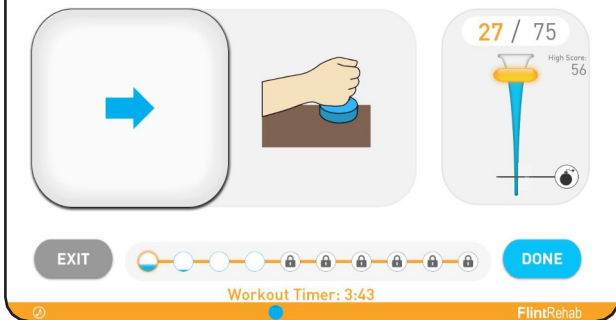 27 / 75
High Score:
56
EXIT
DONE
Workout Timer: 3:43
FlintRehab